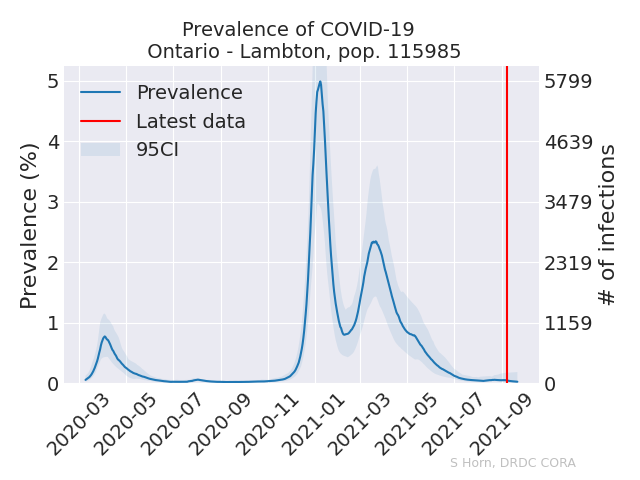 Prevalence of COVID-19
Ontario - Lambton, pop. 115985
Prevalence
Latest data
95CI
Prevalence (%)
5
4
3
2
1
0
5799
4639
3479
2319
1159
0
# of infections
2020-03
2020-05
2020-07
2020-09
2020-11
2021-01
2021-03
2021-05
2021-07
2021-09
S Horn, DRDC CORA